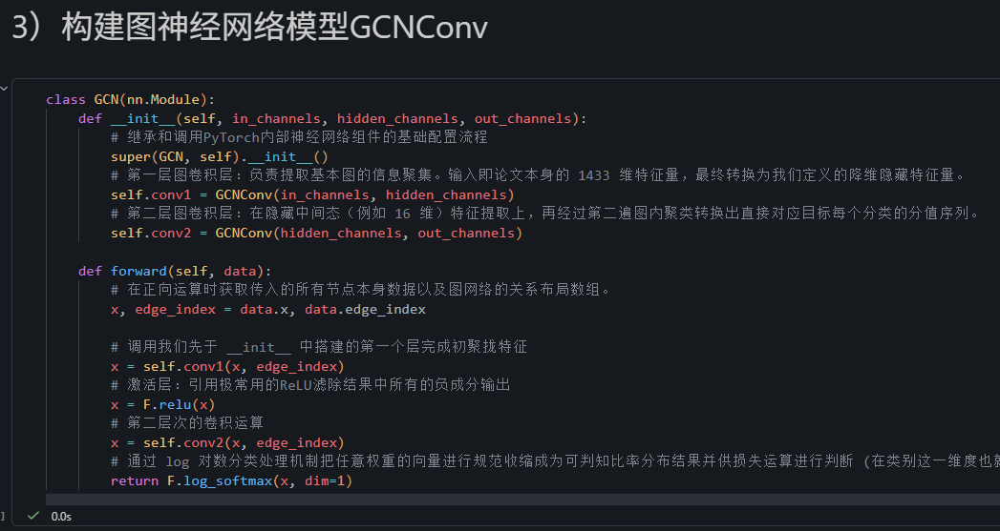 3）构建图神经网络模型GCNConv
class GCN(nn.Module):
    def __init__(self, in_channels, hidden_channels, out_channels):
        # 继承和调用PyTorch内部神经网络组件的基础配置流程
        super(GCN, self).__init__()
        # 第一层图卷积层：负责提取基本图的信息聚集。输入即论文本身的 1433 维特征量，最终转换为我们定义的降维隐藏特征量。
        self.conv1 = GCNConv(in_channels, hidden_channels)
        # 第二层图卷积层：在隐藏中间态（例如 16 维）特征提取上，再经过第二遍图内聚类转换出直接对应目标每个分类的分值序列。
        self.conv2 = GCNConv(hidden_channels, out_channels)
    def forward(self, data):
        # 在正向运算时获取传入的所有节点本身数据以及图网络的关系布局数组。
        x, edge_index = data.x, data.edge_index
        # 调用我们先于 __init__ 中搭建的第一个层完成初聚拢特征
        x = self.conv1(x, edge_index)
        # 激活层：引用极常用的ReLU滤除结果中所有的负成分输出
        x = F.relu(x)
        # 第二层次的卷积运算
        x = self.conv2(x, edge_index)
        # 通过 log 对数分类处理机制把任意权重的向量进行规范收缩成为可判知比率分布结果并供损失运算进行判断 (在类别这一维度也
        return F.log_softmax(x, dim=1)
]
0.0s